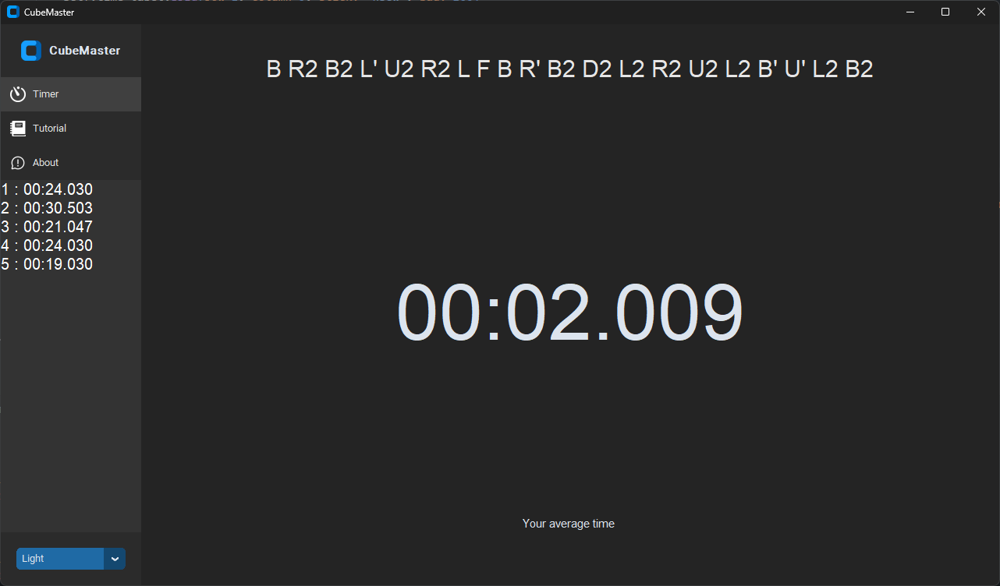 CubeMaster
CubeMaster
Timer
Tutorial
About
1 : 00:24.030
2 : 00:30.503
3 : 00:21.047
4 : 00:24.030
5 : 00:19.030
Light
B R2 B2 L' U2 R2 L F B R' B2 D2 L2 R2 U2 L2 B' U' L2 B2
00:02.009
Your average time